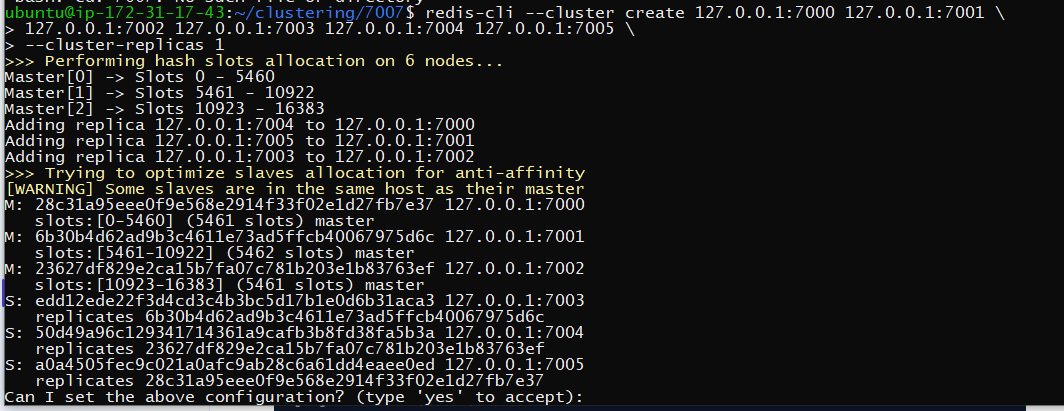 ubuntu@ip-172-31-17-43:~/clustering/7007$ redis-cli --cluster create 127.0.0.1:7000 127.0.0.1:7001 \
> 127.0.0.1:7002 127.0.0.1:7003 127.0.0.1:7004 127.0.0.1:7005 \
> --cluster-replicas 1
>>> Performing hash slots allocation on 6 nodes...
Master[0] -> Slots 0 - 5460
Master[1] -> Slots 5461 - 10922
Master[2] -> Slots 10923 - 16383
Adding replica 127.0.0.1:7004 to 127.0.0.1:7000
Adding replica 127.0.0.1:7005 to 127.0.0.1:7001
Adding replica 127.0.0.1:7003 to 127.0.0.1:7002
>>> Trying to optimize slaves allocation for anti-affinity
[WARNING] Some slaves are in the same host as their master
M: 28c31a95eee0f9e568e2914f33f02e1d27fb7e37 127.0.0.1:7000
   slots:[0-5460] (5461 slots) master
M: 6b30b4d62ad9b3c4611e73ad5ffcb40067975d6c 127.0.0.1:7001
   slots:[5461-10922] (5462 slots) master
M: 23627df829e2ca15b7fa07c781b203e1b83763ef 127.0.0.1:7002
   slots:[10923-16383] (5461 slots) master
S: edd12ede22f3d4cd3c4b3bc5d17b1e0d6b31aca3 127.0.0.1:7003
   replicates 6b30b4d62ad9b3c4611e73ad5ffcb40067975d6c
S: 50d49a96c129341714361a9cafb3b8fd38fa5b3a 127.0.0.1:7004
   replicates 23627df829e2ca15b7fa07c781b203e1b83763ef
S: a0a4505fec9c021a0afc9ab28c6a61dd4eaee0ed 127.0.0.1:7005
   replicates 28c31a95eee0f9e568e2914f33f02e1d27fb7e37
Can I set the above configuration? (type 'yes' to accept):